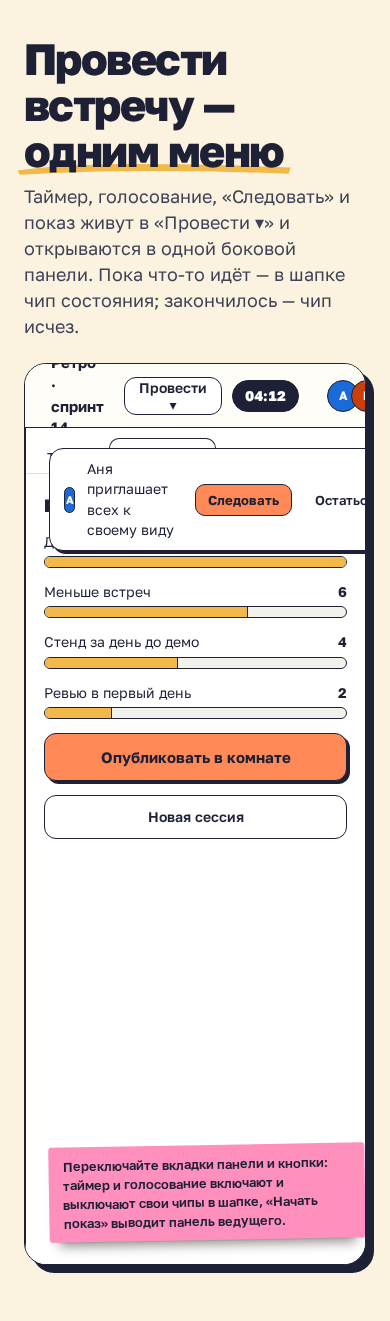 Провести
встречу —
одним меню
Таймер, голосование, «Следовать» и
показ живут в «Провести ▾» и
открываются в одной боковой
панели. Пока что-то идёт — в шапке
чип состояния; закончилось — чип
исчез.
Ретро
·
спринт
14
Провести
▾
04:12
А
Аня
приглашает
всех к
своему виду
А
Следовать
Меньше встреч 6
Стенд за день до демо 4
Ревью в первый день 2
Опубликовать в комнате
Новая сессия
Переключайте вкладки панели и кнопки:
таймер и голосование включают и
выключают свои чипы в шапке, «Начать
показ» выводит панель ведущего.